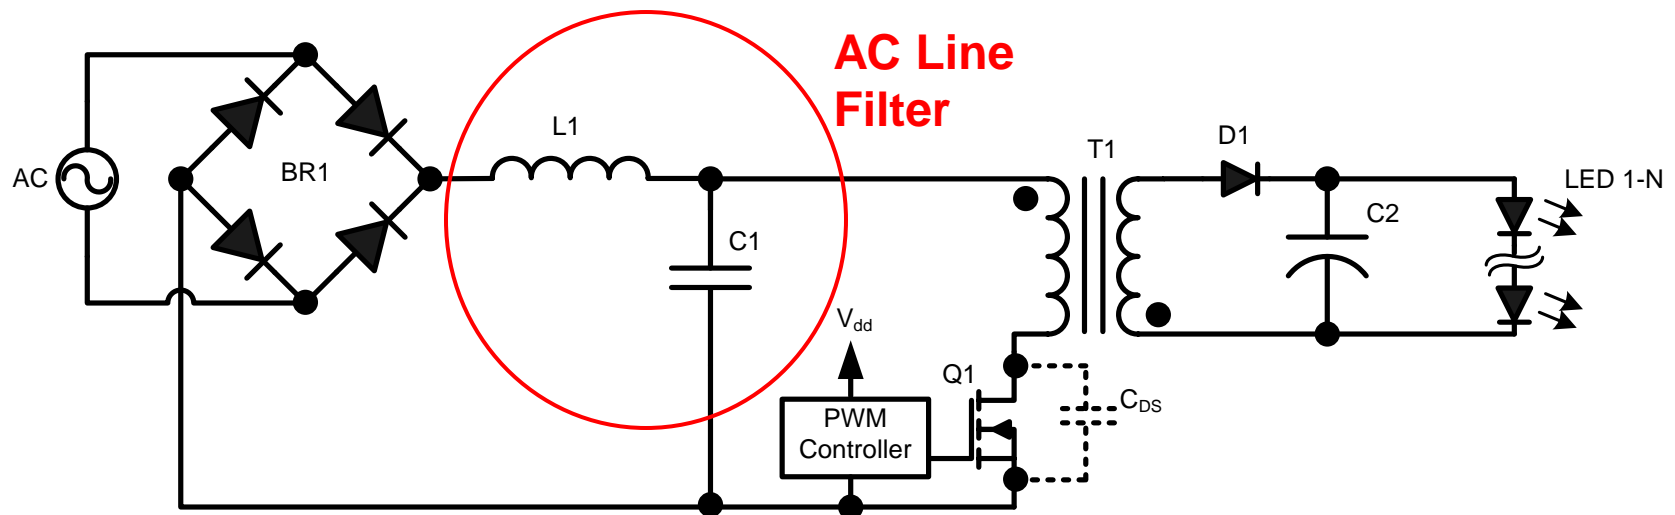 AC Line
Filter
L1
D1
T1
AC
BR1
LED 1-N
C2
C1
Vdd
Q1
CDS
PWM
Controller